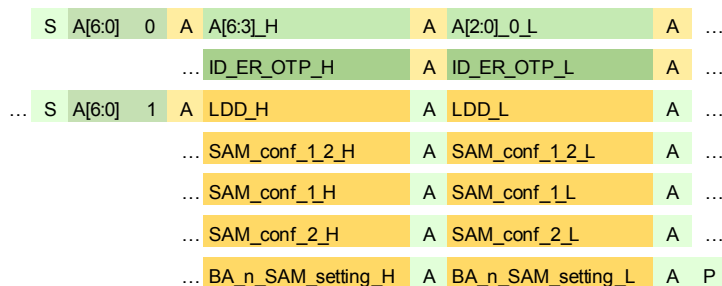 S A[6:0] 0 A A[6:3]_H A A[2:0]_0_L A …
… ID_ER_OTP_H A ID_ER_OTP_L A …
… S A[6:0] 1 A LDD_H A LDD_L A …
… SAM_conf_1_2_H A SAM_conf_1_2_L A …
… SAM_conf_1_H A SAM_conf_1_L A …
… SAM_conf_2_H A SAM_conf_2_L A …
… BA_n_SAM_setting_H A BA_n_SAM_setting_L A P